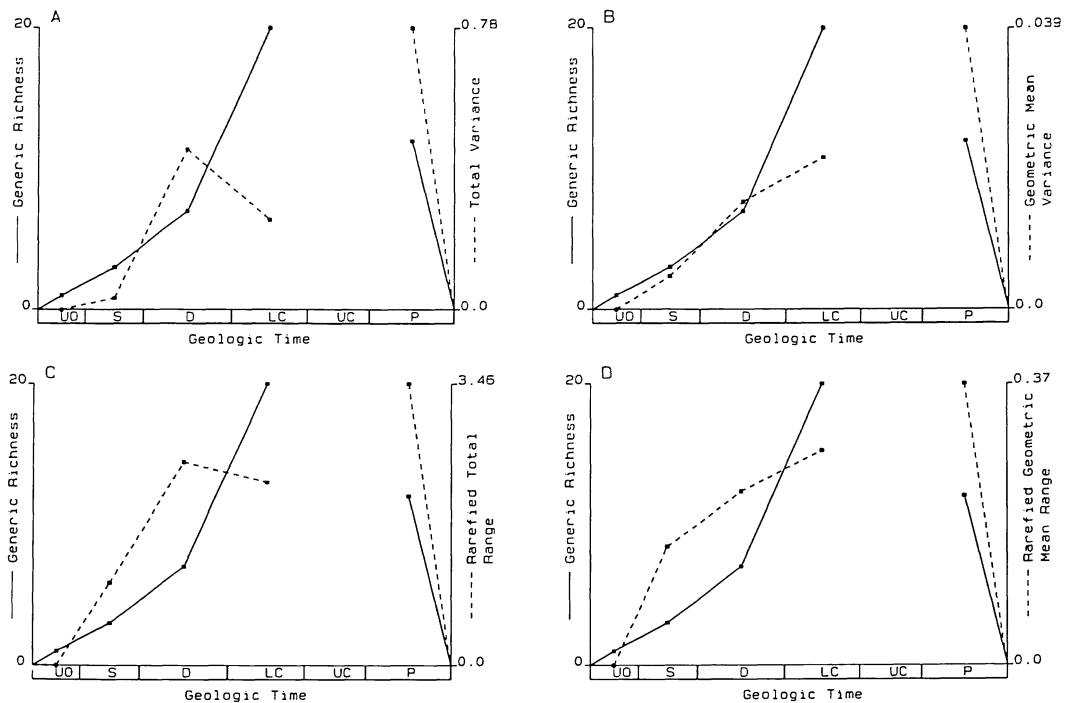 A
20
0.78
Generic Richness
Total Variance
0
0.0
UO S D LC UC P
Geologic Time
B
20
0.039
Generic Richness
Geometric Mean
Variance
0
0.0
UO S D LC UC P
Geologic Time
C
20
3.46
Generic Richness
Rarefied Total
Range
0
0.0
UO S D LC UC P
Geologic Time
D
20
0.37
Generic Richness
Rarefied Geometric
Mean Range
0
0.0
UO S D LC UC P
Geologic Time